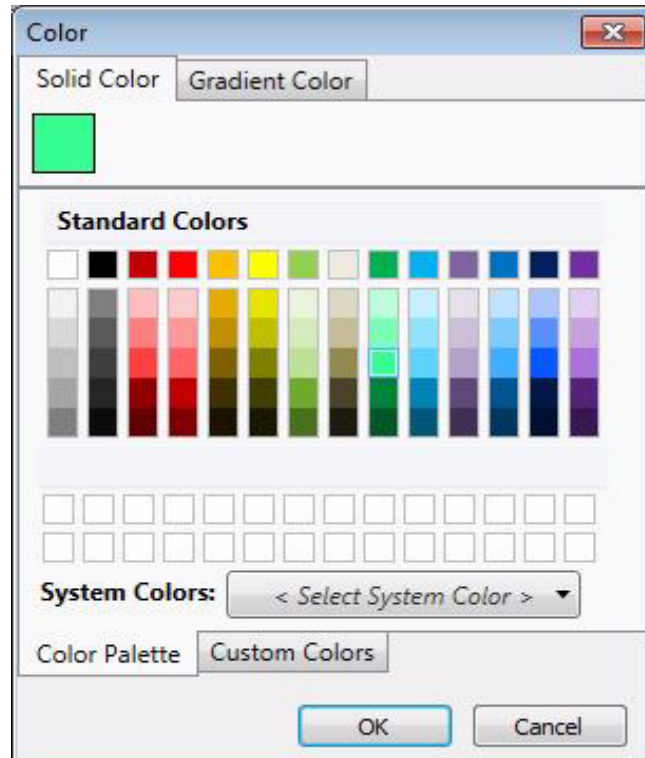 Color
Solid Color Gradient Color
Standard Colors
System Colors: < Select System Color >
Color Palette Custom Colors
OK Cancel